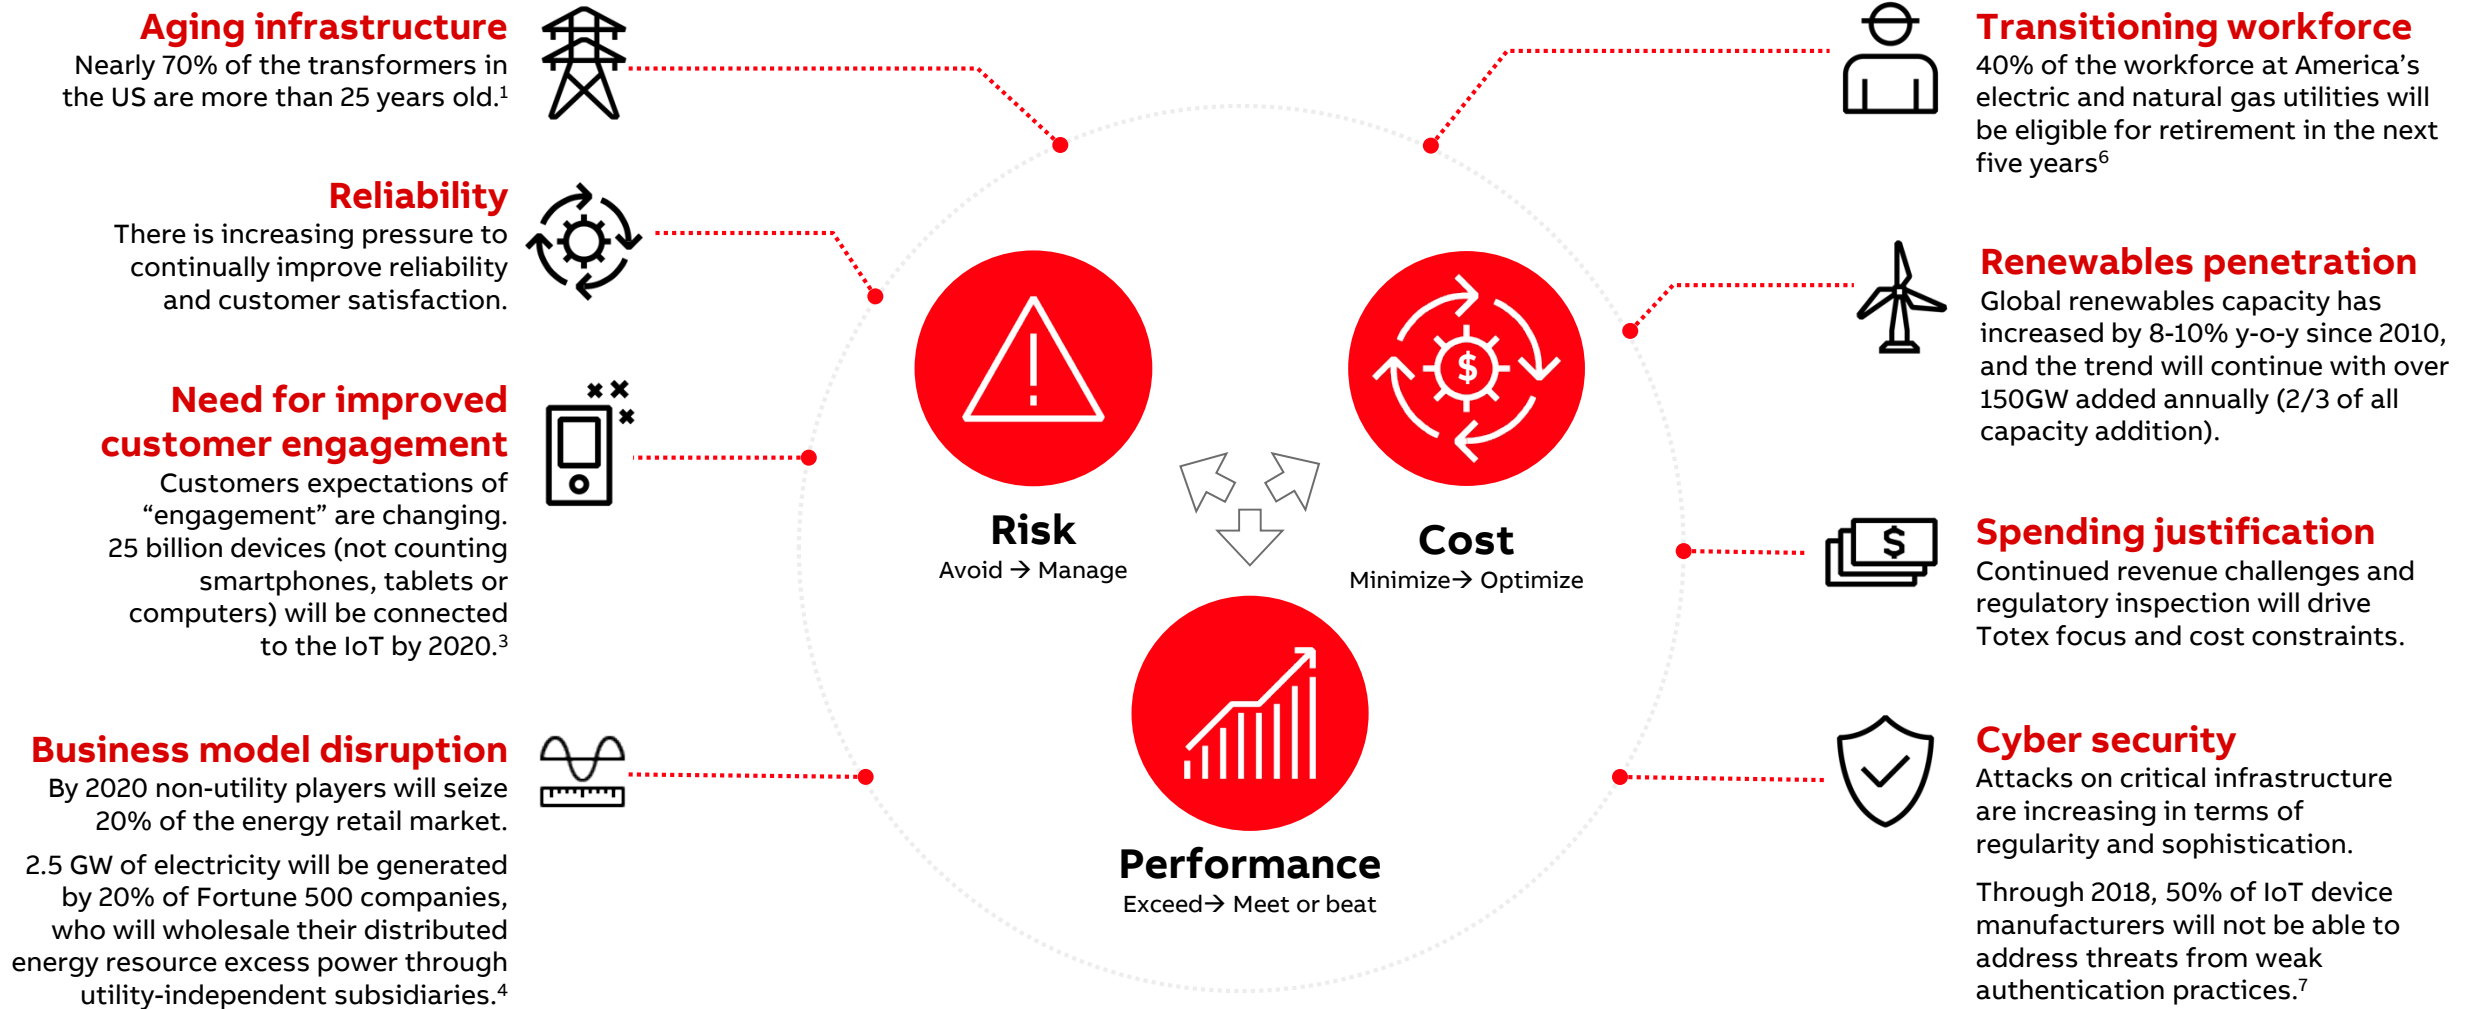 Aging infrastructure
Nearly 70% of the transformers in
the US are more than 25 years old.¹
Reliability
There is increasing pressure to
continually improve reliability
and customer satisfaction.
Need for improved
customer engagement
Customers expectations of
“engagement” are changing.
25 billion devices (not counting
smartphones, tablets or
computers) will be connected
to the IoT by 2020.³
Business model disruption
By 2020 non-utility players will seize
20% of the energy retail market.
2.5 GW of electricity will be generated
by 20% of Fortune 500 companies,
who will wholesale their distributed
energy resource excess power through
utility-independent subsidiaries.⁴
Risk
Avoid → Manage
$
Cost
Minimize→ Optimize
Performance
Exceed→ Meet or beat
Transitioning workforce
40% of the workforce at America’s
electric and natural gas utilities will
be eligible for retirement in the next
five years⁶
Renewables penetration
Global renewables capacity has
increased by 8-10% y-o-y since 2010,
and the trend will continue with over
150GW added annually (2/3 of all
capacity addition).
$
Spending justification
Continued revenue challenges and
regulatory inspection will drive
Totex focus and cost constraints.
Cyber security
Attacks on critical infrastructure
are increasing in terms of
regularity and sophistication.
Through 2018, 50% of IoT device
manufacturers will not be able to
address threats from weak
authentication practices.⁷